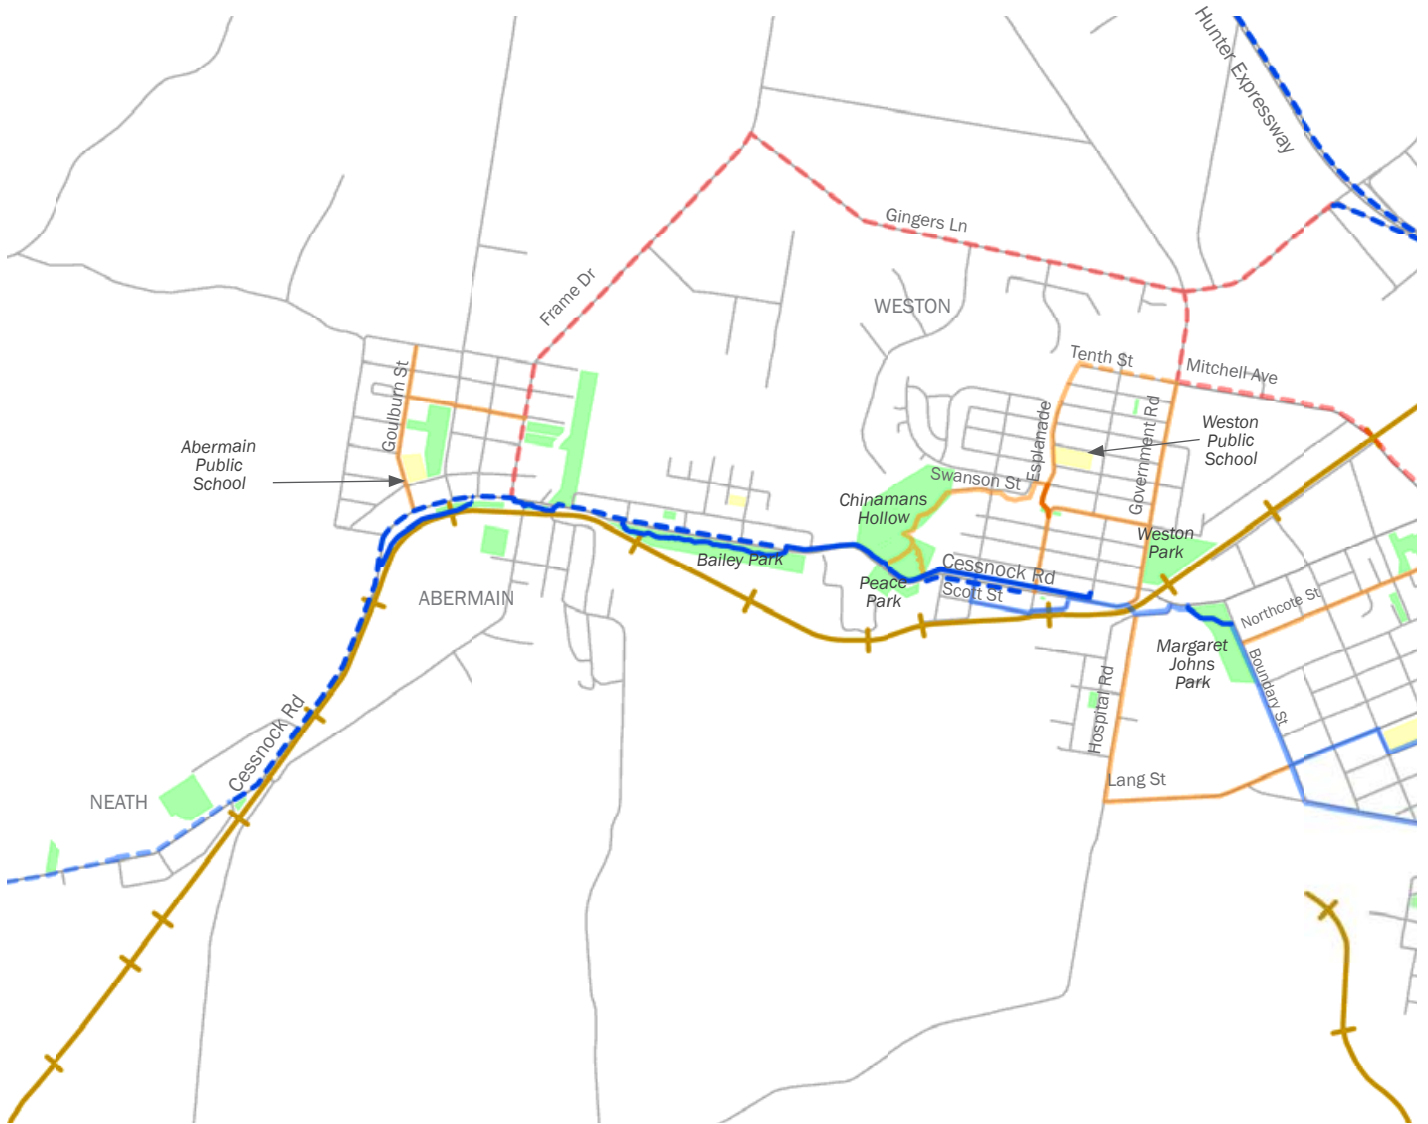 Hunter Expressway
Gingers Ln
Frame Dr
WESTON
Tenth St
Mitchell Ave
Goulburn St
Esplanade
Government Rd
Weston
Public
School
Abermain
Public
School
Swanson St
Chinamans
Hollow
Weston
Park
Bailey Park
Cessnock Rd
Peace
Park
Scott St
ABERMAIN
Northcote St
Margaret
Johns
Park
Boundary St
Hospital Rd
Cessnock Rd
Lang St
NEATH